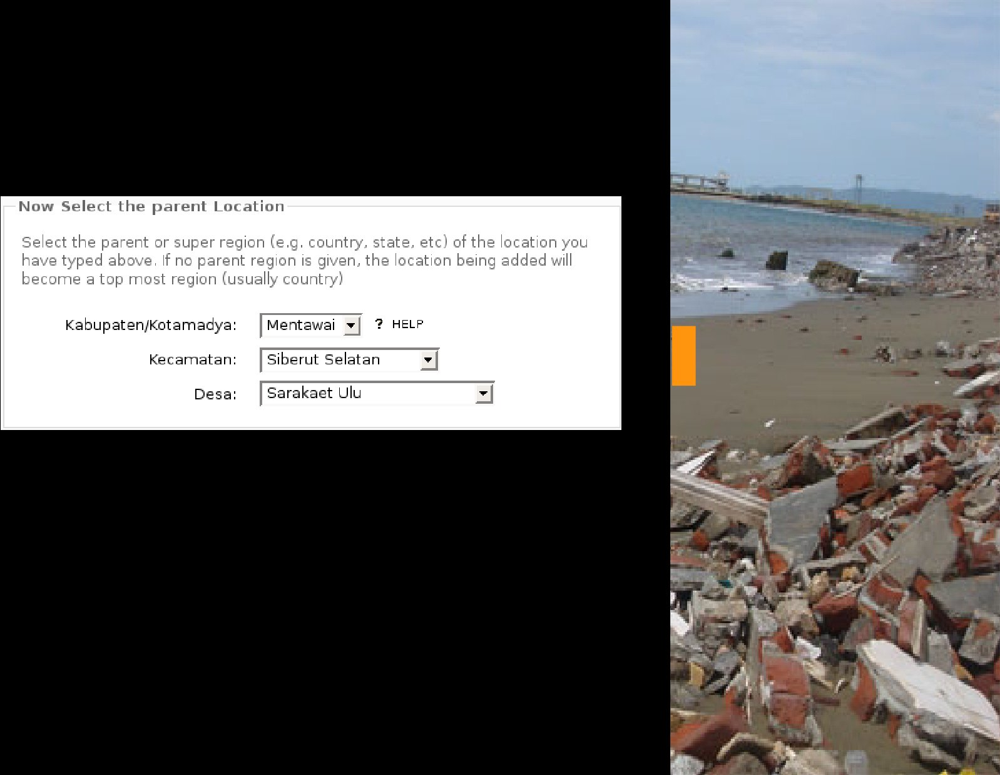 Now Select the parent Location
Select the parent or super region (e.g. country, state, etc) of the location you
have typed above. If no parent region is given, the location being added will
become a top most region (usually country)
Kabupaten/Kotamadya: Mentawai ? HELP
Kecamatan: Siberut Selatan
Desa: Sarakaet Ulu